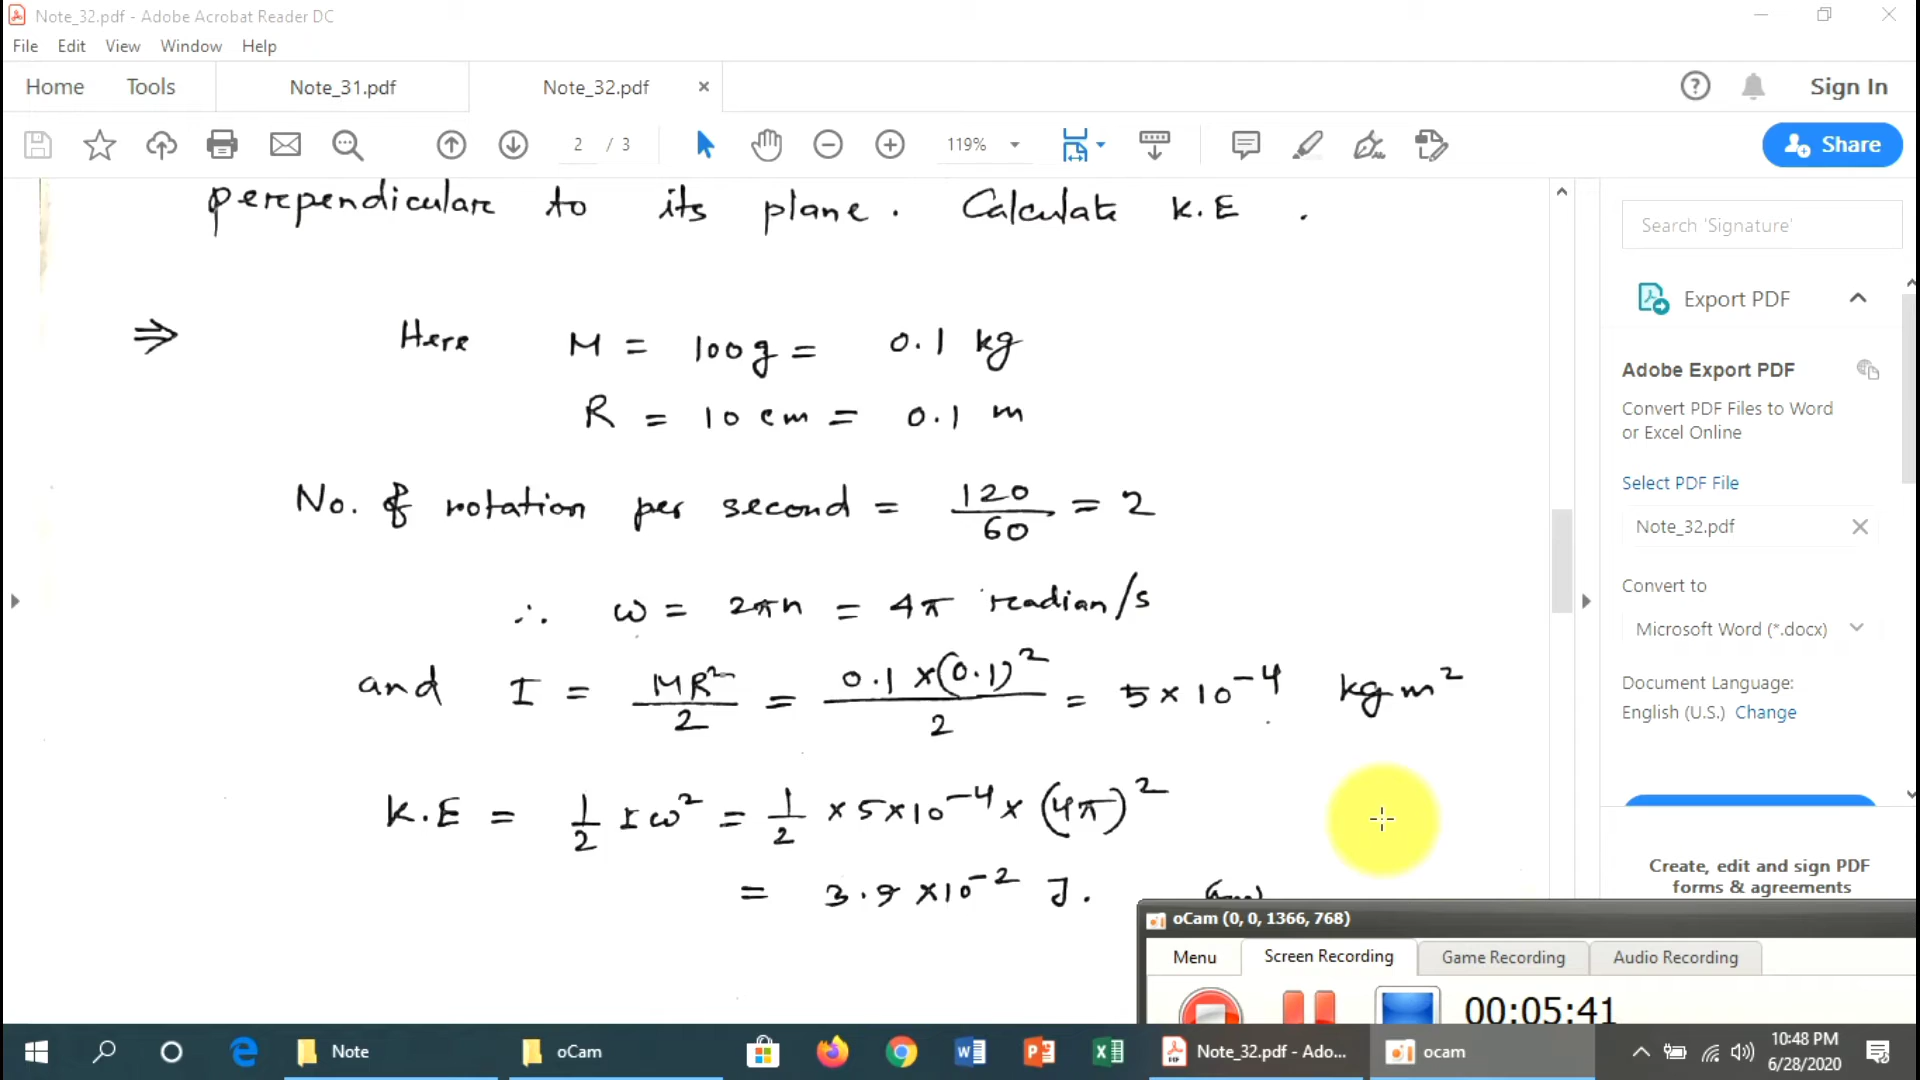 Note_32.pdf - Adobe Acrobat Reader DC
File Edit View Window Help
Home Tools Note_31.pdf Note_32.pdf × Sign In
2 / 3 119% Share
perpendicular to its plane. Calculate K.E.
⇒ Here M = 100g = 0.1 kg
R = 10 cm = 0.1 m
No. of rotation per second = 120/60 = 2
∴ ω = 2πn = 4π readian/s
and I = MR²/2 = 0.1 × (0.1)²/2 = 5 × 10⁻⁴ kg m²
K.E = 1/2 Iω² = 1/2 × 5 × 10⁻⁴ × (4π)²
= 3.9 × 10⁻² J.
Search 'Signature'
Export PDF
Adobe Export PDF
Convert PDF Files to Word
or Excel Online
Select PDF File
Note_32.pdf
Convert to
Microsoft Word (*.docx)
Document Language:
English (U.S.) Change
Create, edit and sign PDF
forms & agreements
oCam (0, 0, 1366, 768)
Menu Screen Recording Game Recording Audio Recording
00:05:41
Note oCam Note_32.pdf - Ado... ocam
10:48 PM
6/28/2020